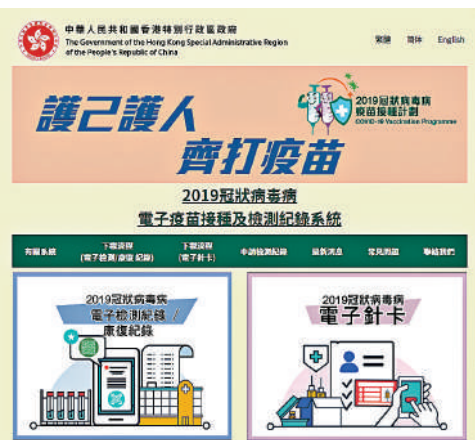 中華人民共和國香港特別行政區政府
The Government of the Hong Kong Special Administrative Region
of the People's Republic of China
繁體 简体 English
護己護人
齊打疫苗
2019冠狀病毒病
疫苗接種計劃
COVID-19 Vaccination Programme
2019冠狀病毒病
電子疫苗接種及檢測紀錄系統
有關系統 下載流程 (電子檢測/康復紀錄) 下載流程 (電子針卡) 申請檢測紀錄 最新消息 常見問題 聯絡我們
2019冠狀病毒病
電子檢測紀錄 /
康復紀錄
2019冠狀病毒病
電子針卡